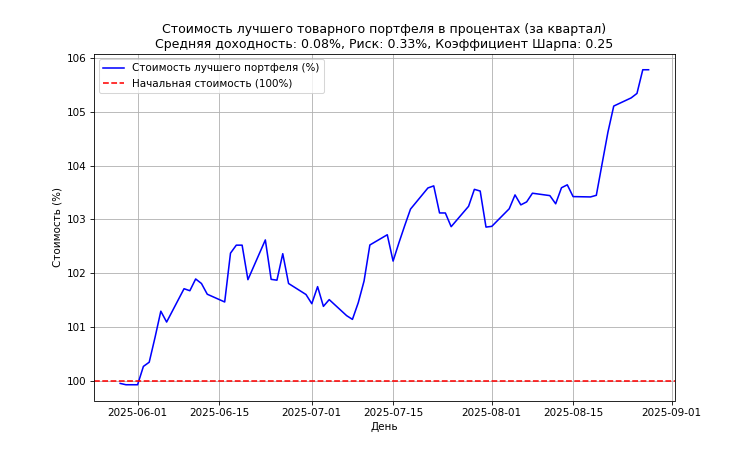 Стоимость лучшего товарного портфеля в процентах (за квартал)
Средняя доходность: 0.08%, Риск: 0.33%, Коэффициент Шарпа: 0.25
Стоимость лучшего портфеля (%)
Начальная стоимость (100%)
Стоимость (%)
106
105
104
103
102
101
100
2025-06-01 2025-06-15 2025-07-01 2025-07-15 2025-08-01 2025-08-15 2025-09-01
День